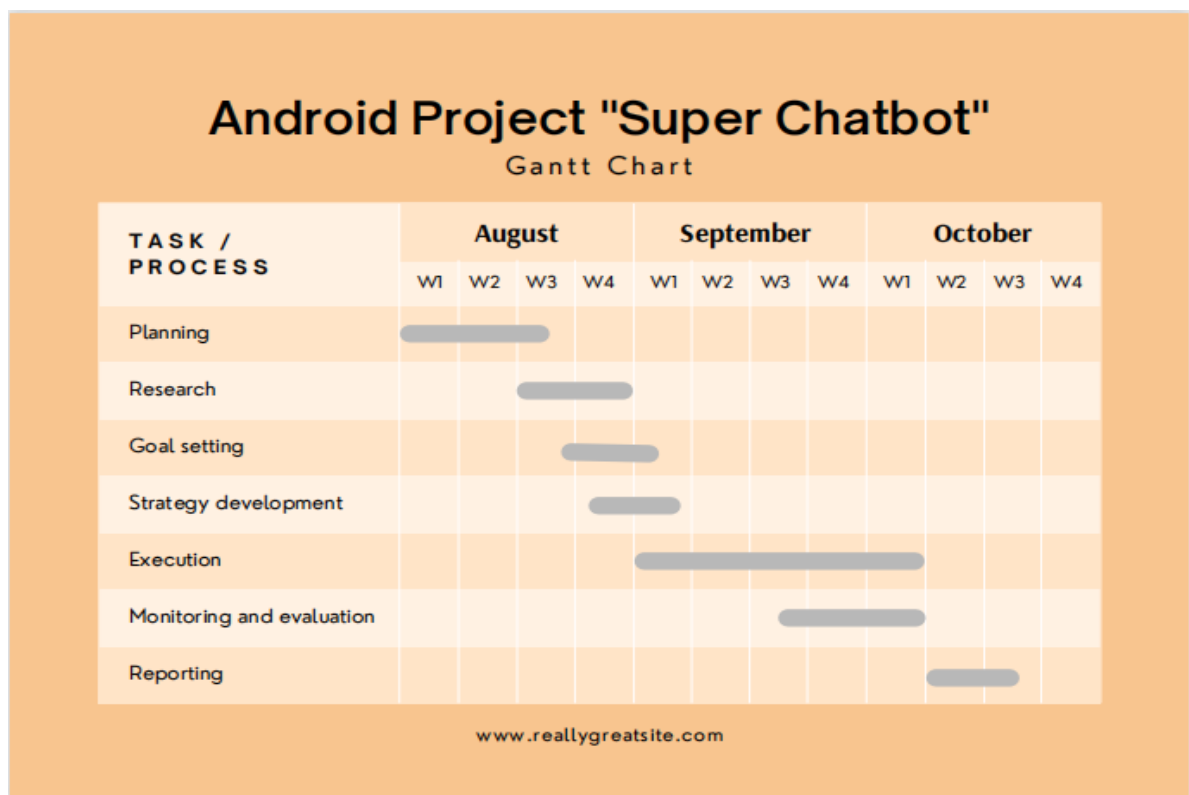 Android Project "Super Chatbot"
Gantt Chart
TASK /
PROCESS
August September October
W1 W2 W3 W4 W1 W2 W3 W4 W1 W2 W3 W4
Planning
Research
Goal setting
Strategy development
Execution
Monitoring and evaluation
Reporting
www.reallygreatsite.com